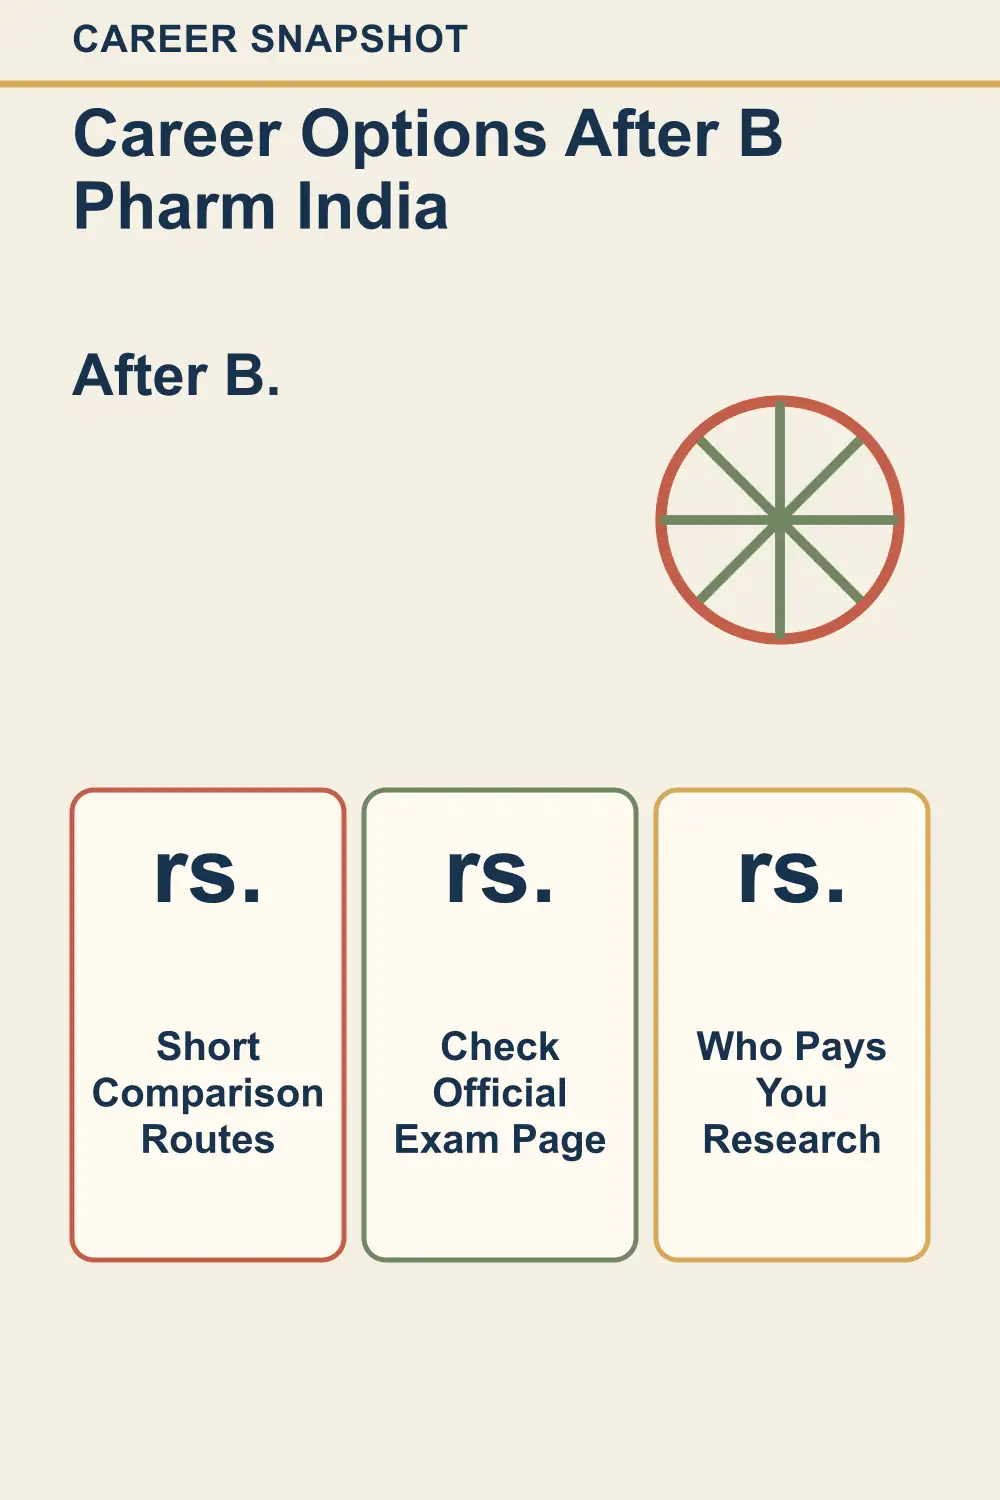 CAREER SNAPSHOT
Career Options After B
Pharm India
After B.
rs.
Short
Comparison
Routes
rs.
Check
Official
Exam Page
rs.
Who Pays
You
Research